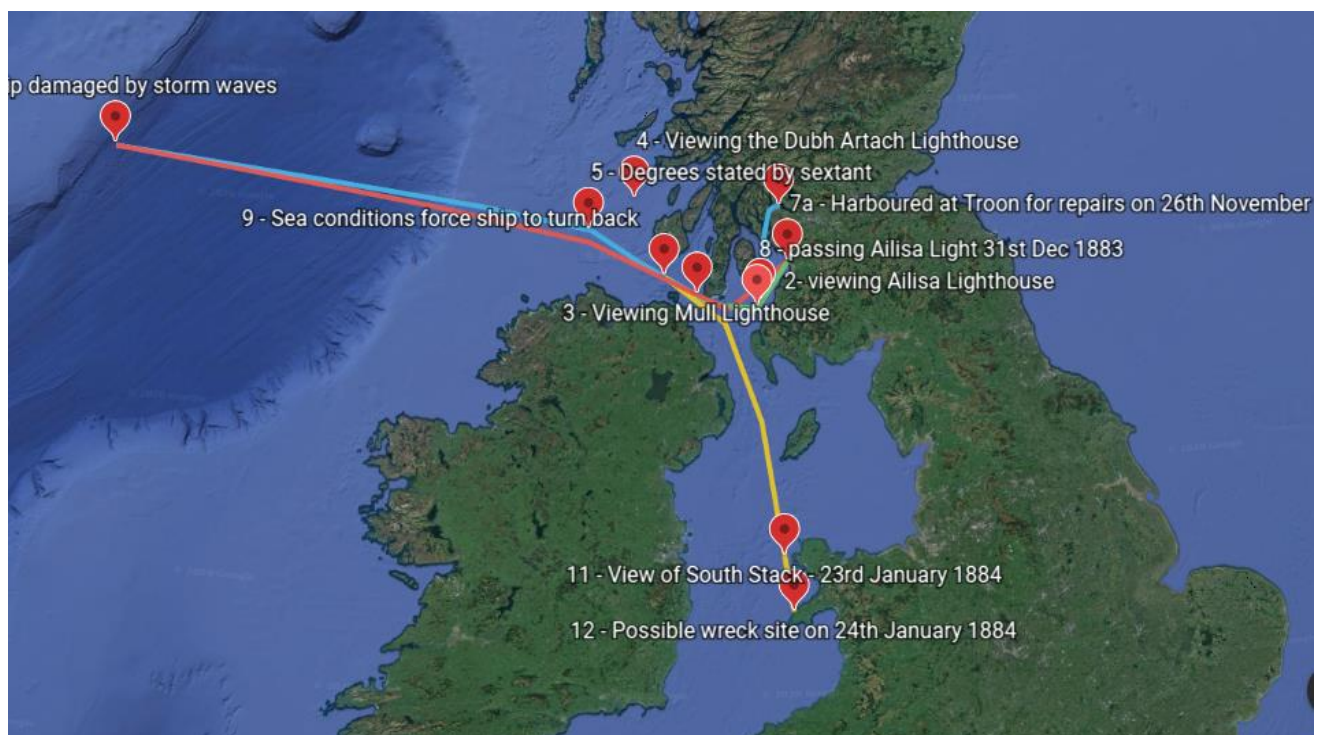 ip damaged by storm waves
4 - Viewing the Dubh Artach Lighthouse
5 - Degrees stated by sextant
7a - Harboured at Troon for repairs on 26th November
9 - Sea conditions force ship to turn back
8 - passing Ailisa Light 31st Dec 1883
2- viewing Ailisa Lighthouse
3 - Viewing Mull Lighthouse
11 - View of South Stack - 23rd January 1884
12 - Possible wreck site on 24th January 1884